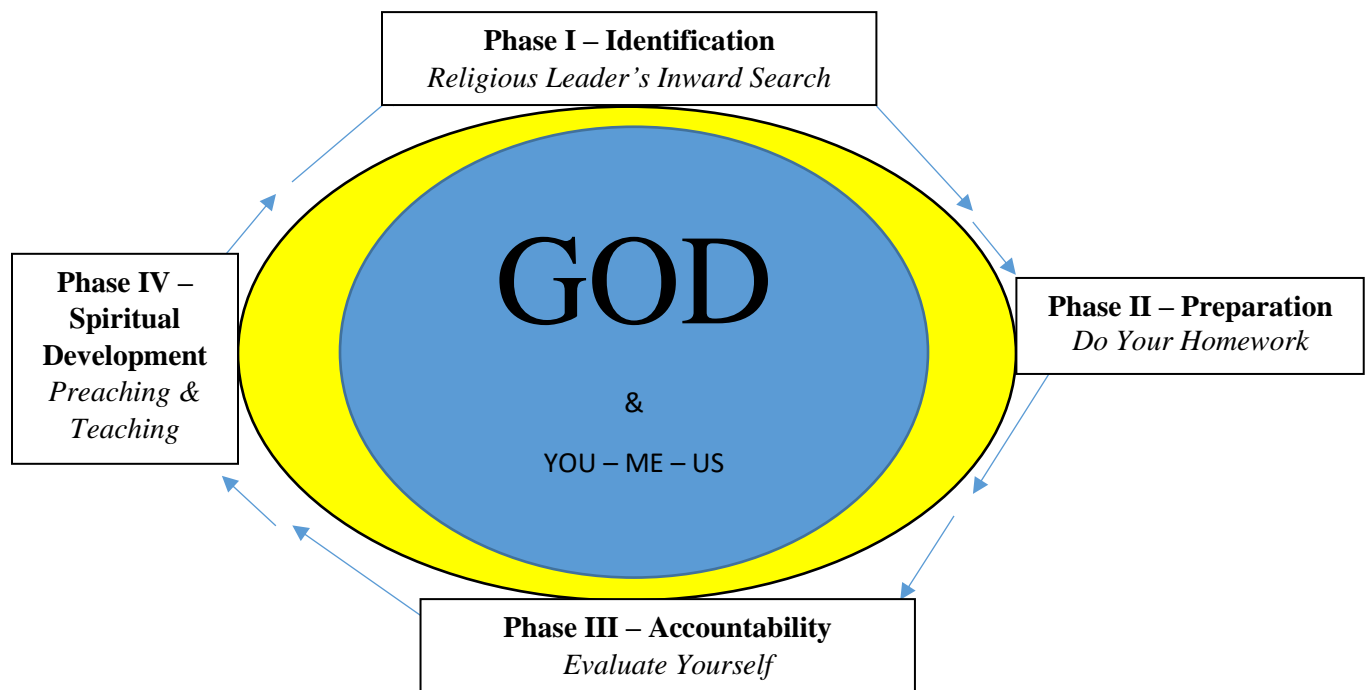 Phase I – Identification
Religious Leader’s Inward Search
GOD
&
YOU – ME – US
Phase II – Preparation
Do Your Homework
Phase III – Accountability
Evaluate Yourself
Phase IV –
Spiritual
Development
Preaching &
Teaching